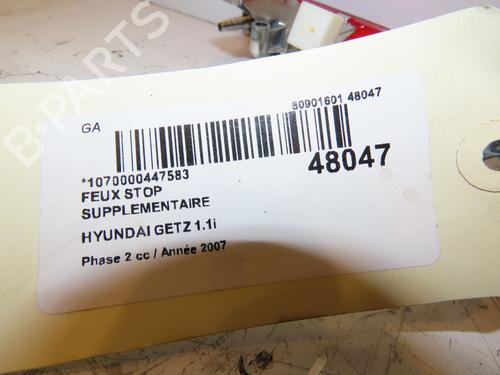 B-PARTS
GA
80901601 48047
*1070000447583
48047
FEUX STOP
SUPPLEMENTAIRE
HYUNDAI GETZ 1.1i
Phase 2 cc / Année 2007